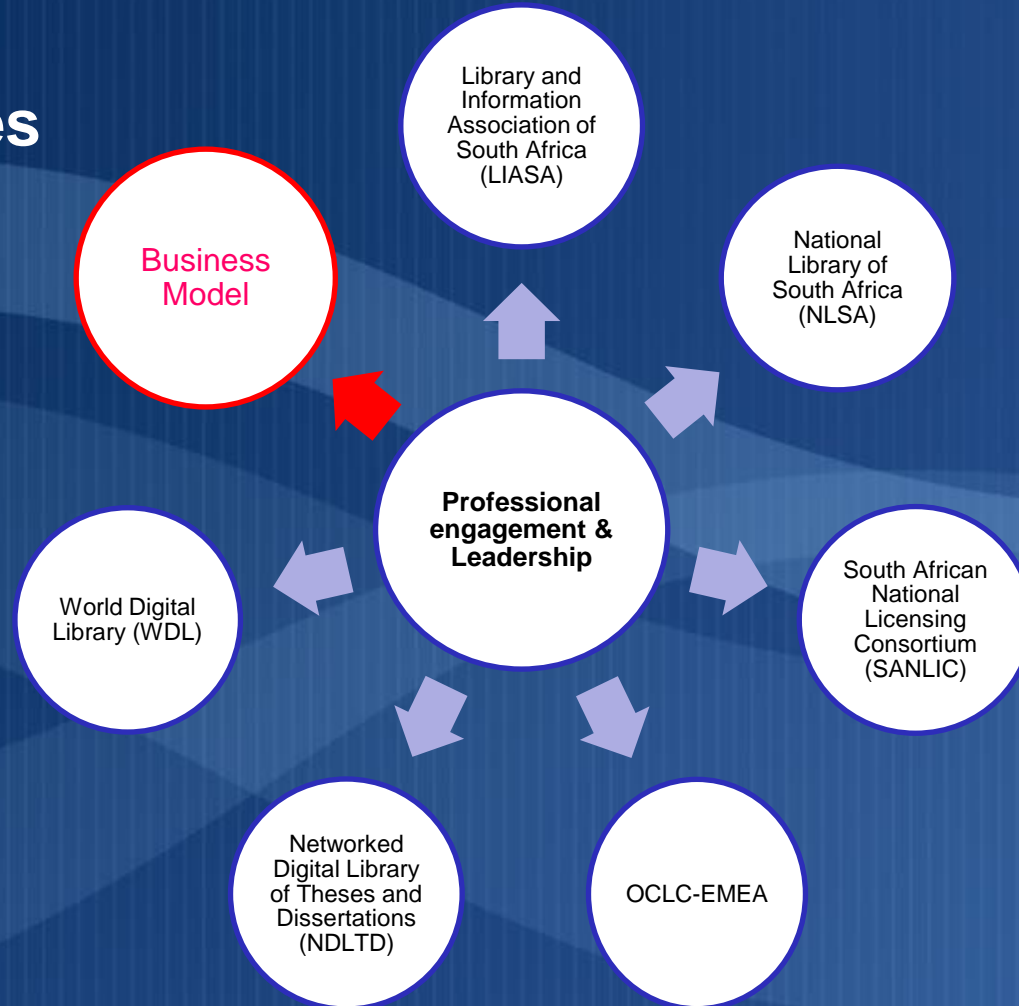 Library and
Information
Association of
South Africa
(LIASA)
Business
Model
National
Library of
South Africa
(NLSA)
Professional
engagement &
Leadership
World Digital
Library (WDL)
South African
National
Licensing
Consortium
(SANLIC)
Networked
Digital Library
of Theses and
Dissertations
(NDLTD)
OCLC-EMEA